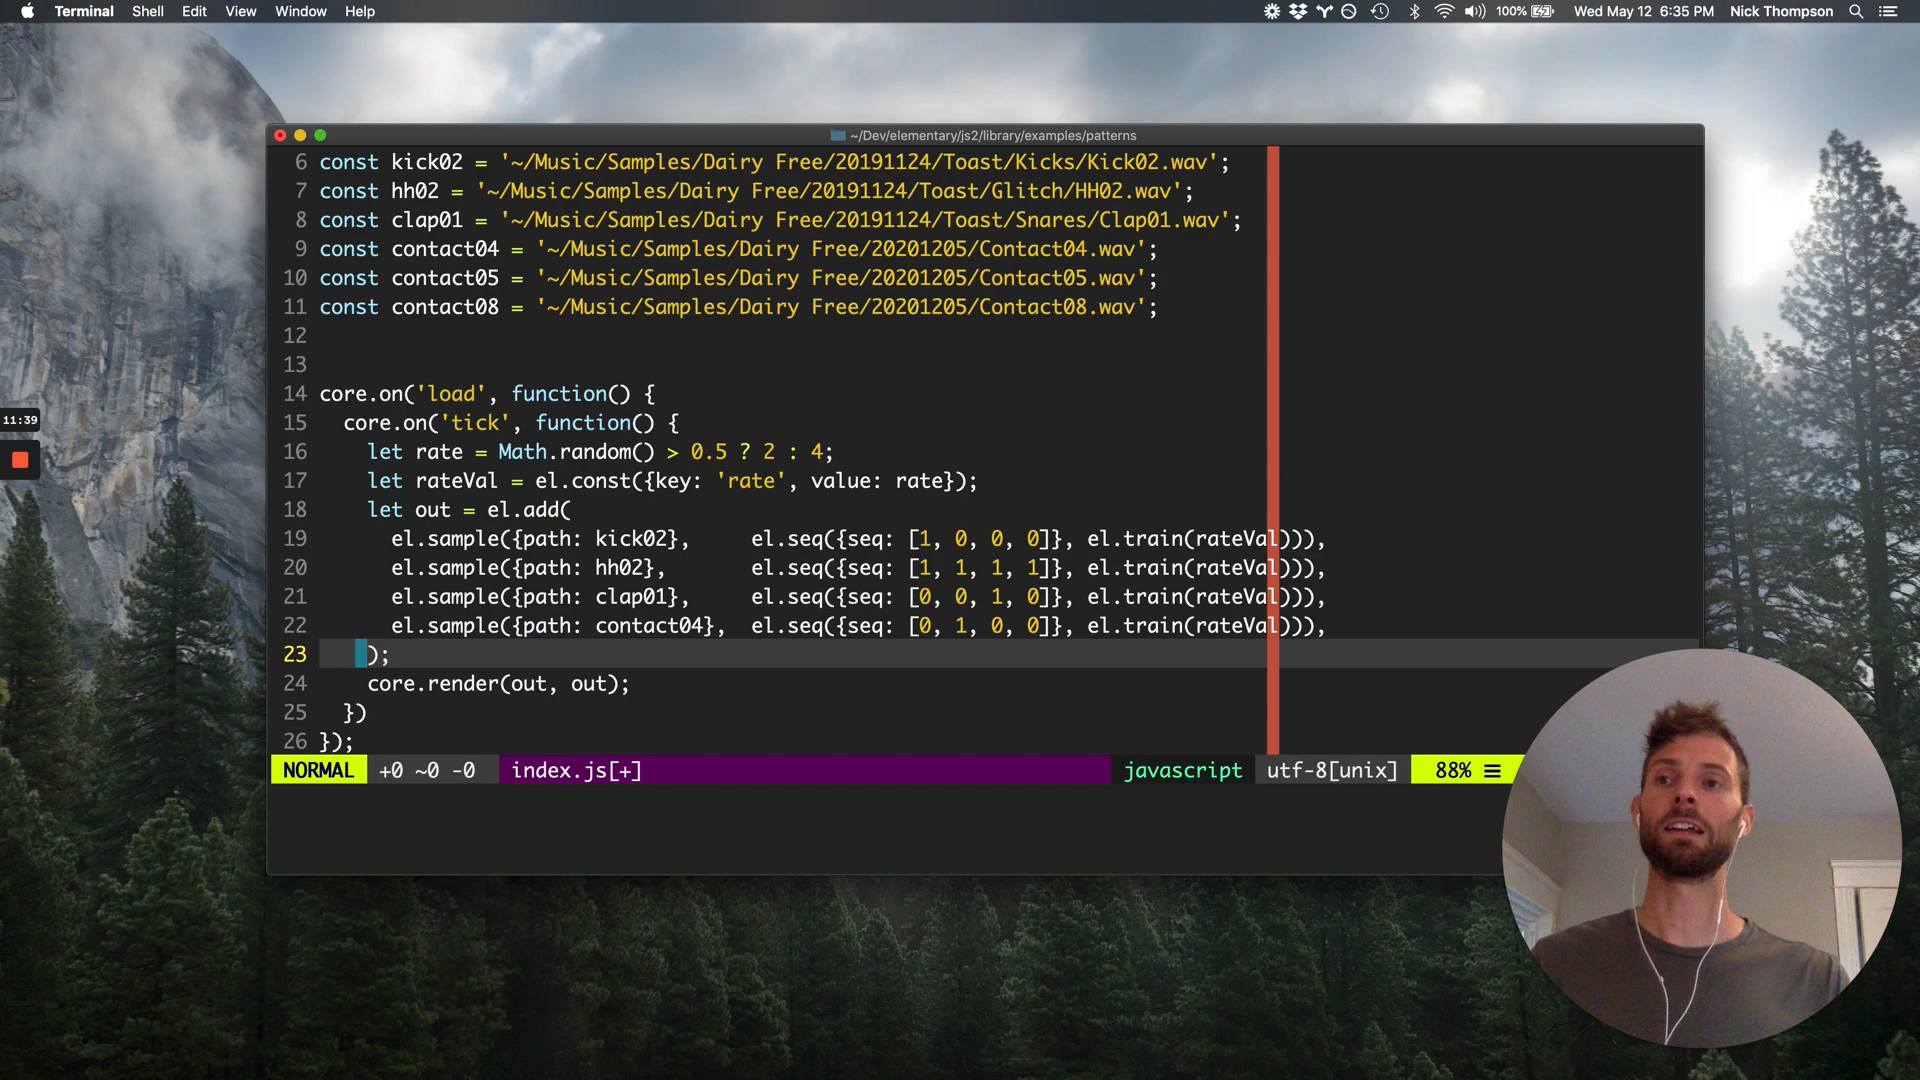 Terminal Shell Edit View Window Help 100% Wed May 12 6:35 PM Nick Thompson
~/Dev/elementary/js2/library/examples/patterns
6 const kick02 = '~/Music/Samples/Dairy Free/20191124/Toast/Kicks/Kick02.wav';
7 const hh02 = '~/Music/Samples/Dairy Free/20191124/Toast/Glitch/HH02.wav';
8 const clap01 = '~/Music/Samples/Dairy Free/20191124/Toast/Snares/Clap01.wav';
9 const contact04 = '~/Music/Samples/Dairy Free/20201205/Contact04.wav';
10 const contact05 = '~/Music/Samples/Dairy Free/20201205/Contact05.wav';
11 const contact08 = '~/Music/Samples/Dairy Free/20201205/Contact08.wav';
12
13
14 core.on('load', function() {
15 core.on('tick', function() {
11:39
16 let rate = Math.random() > 0.5 ? 2 : 4;
17 let rateVal = el.const({key: 'rate', value: rate});
18 let out = el.add(
19 el.sample({path: kick02}, el.seq({seq: [1, 0, 0, 0]}, el.train(rateVal))),
20 el.sample({path: hh02}, el.seq({seq: [1, 1, 1, 1]}, el.train(rateVal))),
21 el.sample({path: clap01}, el.seq({seq: [0, 0, 1, 0]}, el.train(rateVal))),
22 el.sample({path: contact04}, el.seq({seq: [0, 1, 0, 0]}, el.train(rateVal))),
23 );
24 core.render(out, out);
25 })
26 });
NORMAL +0 ~0 -0 index.js[+] javascript utf-8[unix] 88% ☰